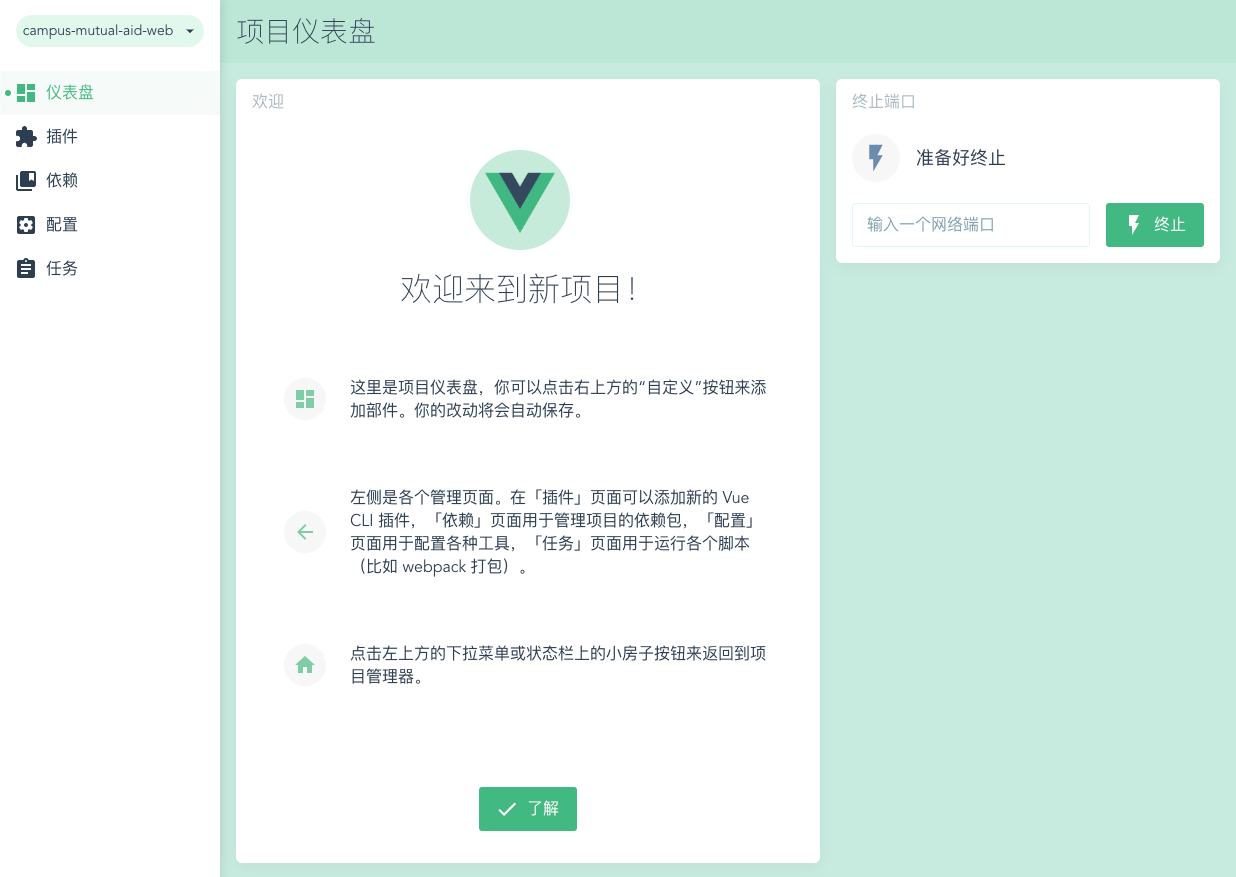 campus-mutual-aid-web
仪表盘
插件
依赖
配置
任务
项目仪表盘
欢迎
欢迎来到新项目！
这里是项目仪表盘，你可以点击右上方的“自定义”按钮来添
加部件。你的改动将会自动保存。
左侧是各个管理页面。在「插件」页面可以添加新的 Vue
CLI 插件，「依赖」页面用于管理项目的依赖包，「配置」
页面用于配置各种工具，「任务」页面用于运行各个脚本
（比如 webpack 打包）。
点击左上方的下拉菜单或状态栏上的小房子按钮来返回到项
目管理器。
了解
终止端口
准备好终止
输入一个网络端口
终止